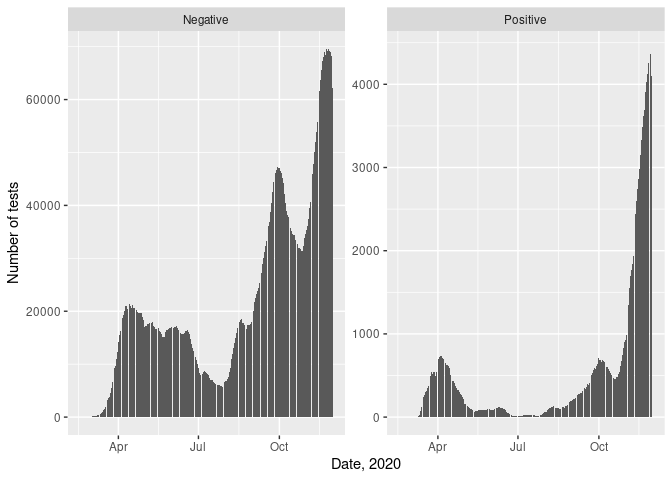 Negative
Positive
Number of tests
60000
40000
20000
0
4000
3000
2000
1000
0
Apr
Jul
Oct
Apr
Jul
Oct
Date, 2020